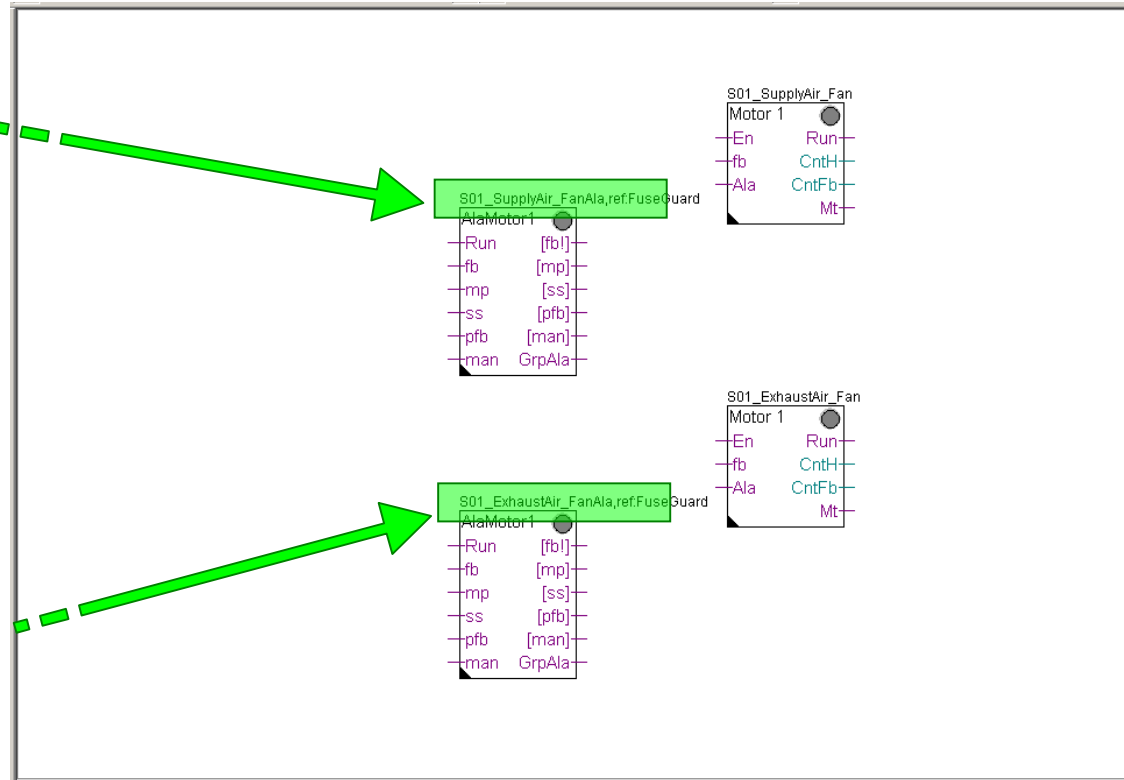 S01_SupplyAir_Fan
Motor 1
En Run
fb CntH
Ala CntFb
Mt
S01_SupplyAir_FanAla,ref:FuseGuard
AlaMotor1
Run [fb!]
fb [mp]
mp [ss]
ss [pfb]
pfb [man]
man GrpAla
S01_ExhaustAir_Fan
Motor 1
En Run
fb CntH
Ala CntFb
Mt
S01_ExhaustAir_FanAla,ref:FuseGuard
AlaMotor1
Run [fb!]
fb [mp]
mp [ss]
ss [pfb]
pfb [man]
man GrpAla